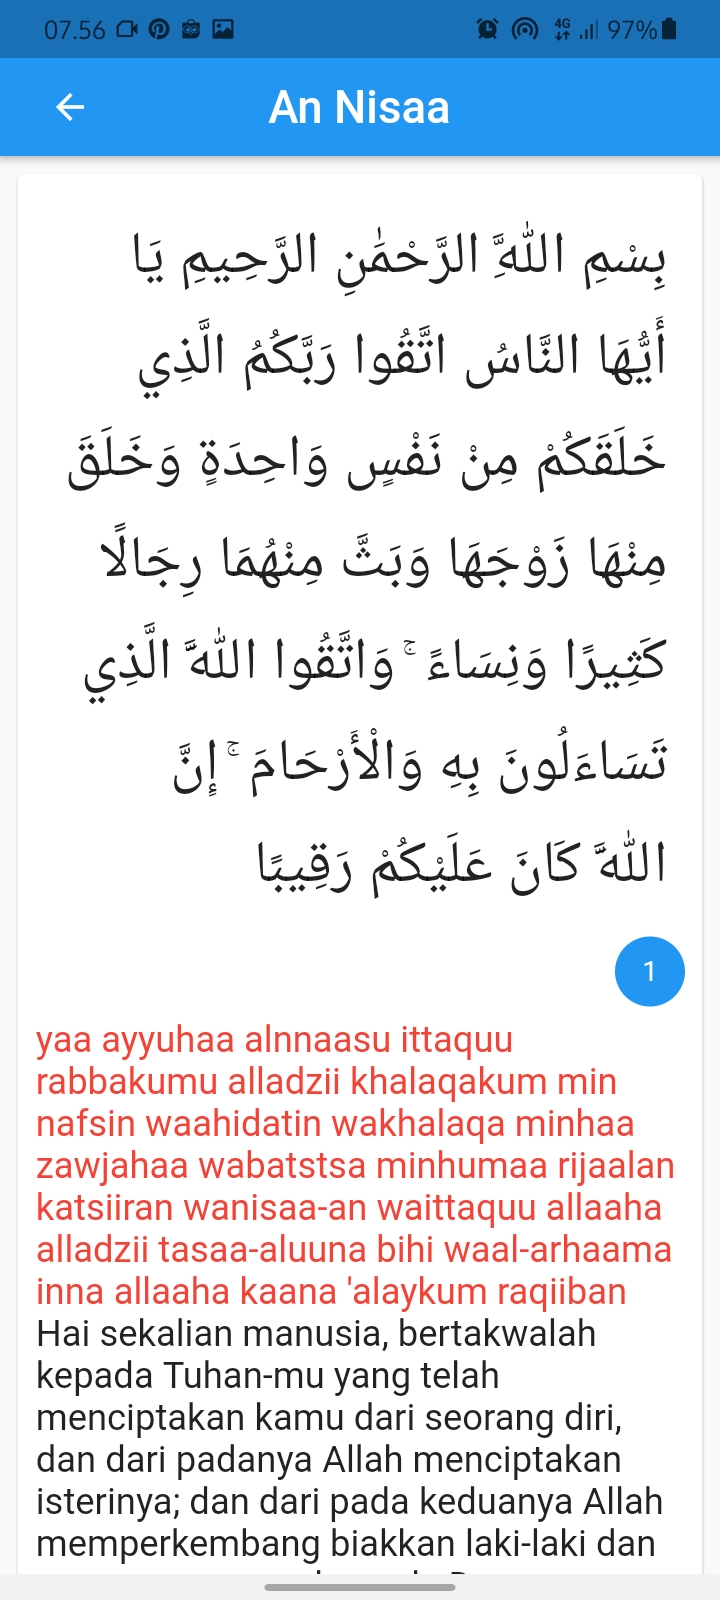 07.56
4G
97%
An Nisaa
بِسْمِ اللَّهِ الرَّحْمَٰنِ الرَّحِيمِ يَا
أَيُّهَا النَّاسُ اتَّقُوا رَبَّكُمُ الَّذِي
خَلَقَكُمْ مِنْ نَفْسٍ وَاحِدَةٍ وَخَلَقَ
مِنْهَا زَوْجَهَا وَبَثَّ مِنْهُمَا رِجَالًا
كَثِيرًا وَنِسَاءً ۚ وَاتَّقُوا اللَّهَ الَّذِي
تَسَاءَلُونَ بِهِ وَالْأَرْحَامَ ۚ إِنَّ
اللَّهَ كَانَ عَلَيْكُمْ رَقِيبًا
1
yaa ayyuhaa alnnaasu ittaquu
rabbakumu alladzii khalaqakum min
nafsin waahidatin wakhalaqa minhaa
zawjahaa wabatstsa minhumaa rijaalan
katsiiran wanisaa-an waittaquu allaaha
alladzii tasaa-aluuna bihi waal-arhaama
inna allaaha kaana 'alaykum raqiiban
Hai sekalian manusia, bertakwalah
kepada Tuhan-mu yang telah
menciptakan kamu dari seorang diri,
dan dari padanya Allah menciptakan
isterinya; dan dari pada keduanya Allah
memperkembang biakkan laki-laki dan